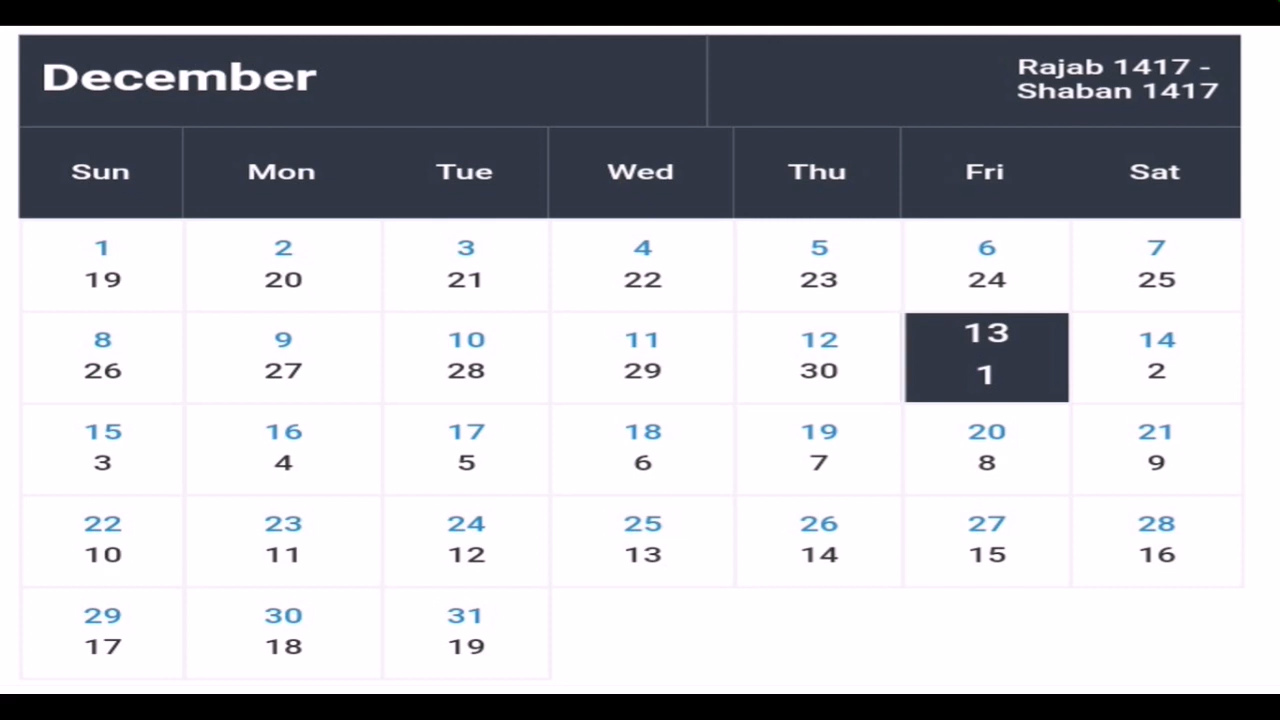 December
Rajab 1417 -
Shaban 1417
Sun Mon Tue Wed Thu Fri Sat
1 2 3 4 5 6 7
19 20 21 22 23 24 25
8 9 10 11 12 13 14
26 27 28 29 30 1 2
15 16 17 18 19 20 21
3 4 5 6 7 8 9
22 23 24 25 26 27 28
10 11 12 13 14 15 16
29 30 31
17 18 19